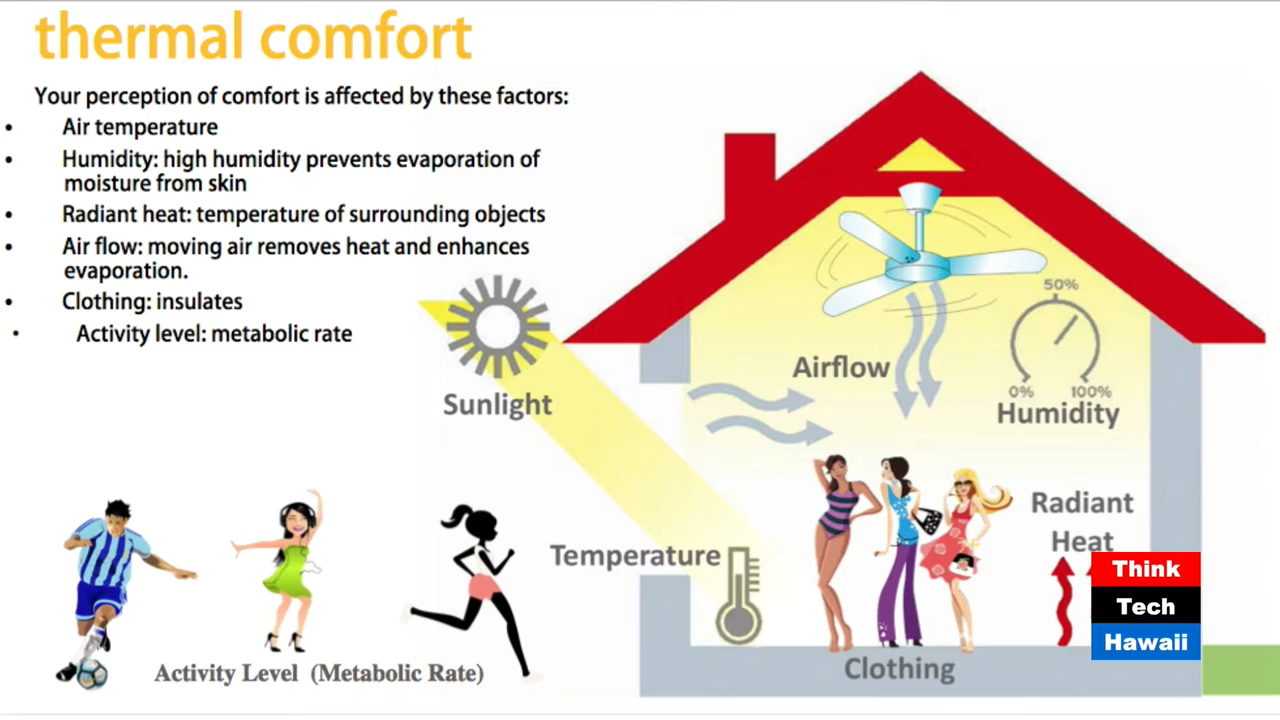 thermal comfort
Your perception of comfort is affected by these factors:
• Air temperature
• Humidity: high humidity prevents evaporation of
moisture from skin
• Radiant heat: temperature of surrounding objects
• Air flow: moving air removes heat and enhances
evaporation.
• Clothing: insulates
• Activity level: metabolic rate
Sunlight
Airflow
50%
0% 100%
Humidity
Temperature
Radiant
Heat
Clothing
Activity Level (Metabolic Rate)
Think
Tech
Hawaii